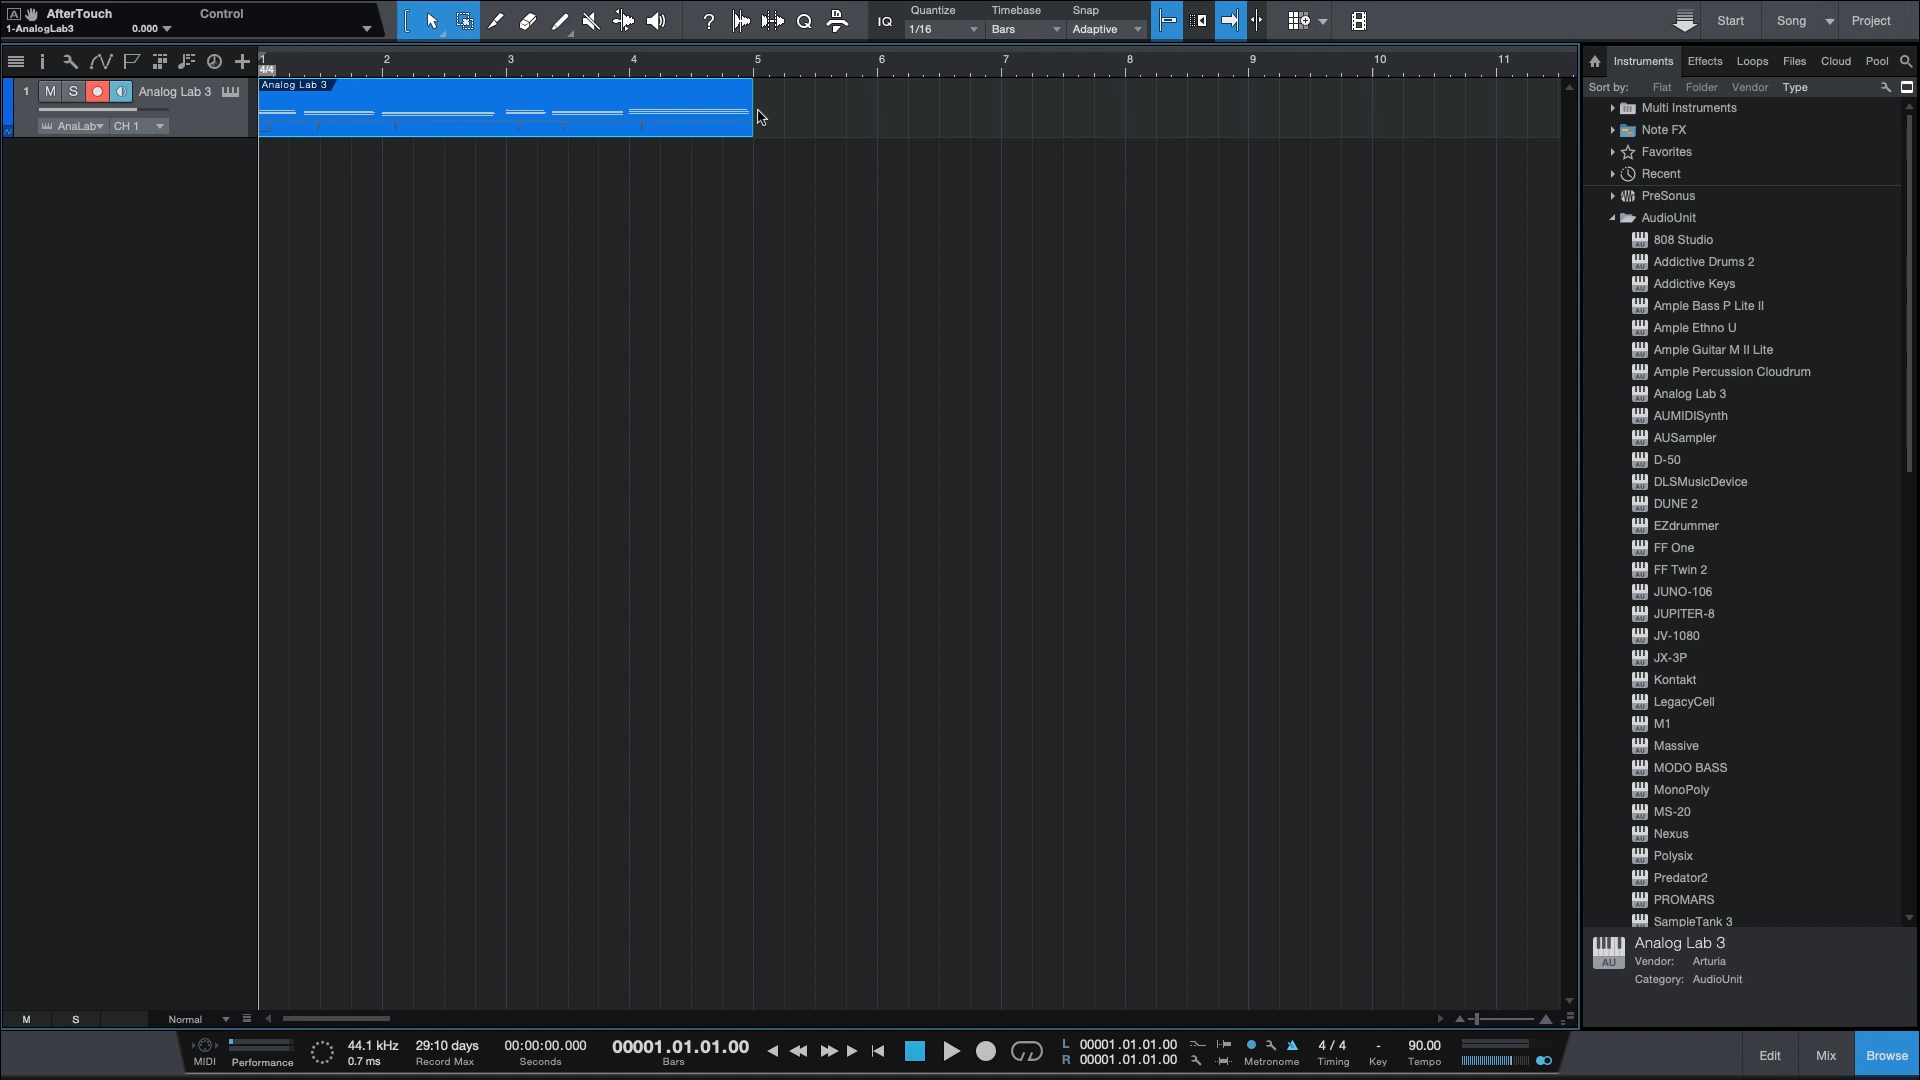 AfterTouch Control
1-AnalogLab3 0.000
Quantize Timebase Snap
IQ 1/16 Bars Adaptive
Start Song Project
1 2 3 4 5 6 7 8 9 10 11
4/4
Instruments Effects Loops Files Cloud Pool
Sort by: Flat Folder Vendor Type
1 M S Analog Lab 3
AnaLab CH 1
Analog Lab 3
Multi Instruments
Note FX
Favorites
Recent
PreSonus
AudioUnit
808 Studio
Addictive Drums 2
Addictive Keys
Ample Bass P Lite II
Ample Ethno U
Ample Guitar M II Lite
Ample Percussion Cloudrum
Analog Lab 3
AUMIDISynth
AUSampler
D-50
DLSMusicDevice
DUNE 2
EZdrummer
FF One
FF Twin 2
JUNO-106
JUPITER-8
JV-1080
JX-3P
Kontakt
LegacyCell
M1
Massive
MODO BASS
MonoPoly
MS-20
Nexus
Polysix
Predator2
PROMARS
SampleTank 3
Analog Lab 3
AU Vendor: Arturia
Category: AudioUnit
M S Normal
44.1 kHz 29:10 days 00:00:00.000 00001.01.01.00 L 00001.01.01.00 4 / 4 - 90.00
MIDI Performance 0.7 ms Record Max Seconds Bars R 00001.01.01.00 Metronome Timing Key Tempo
Edit Mix Browse